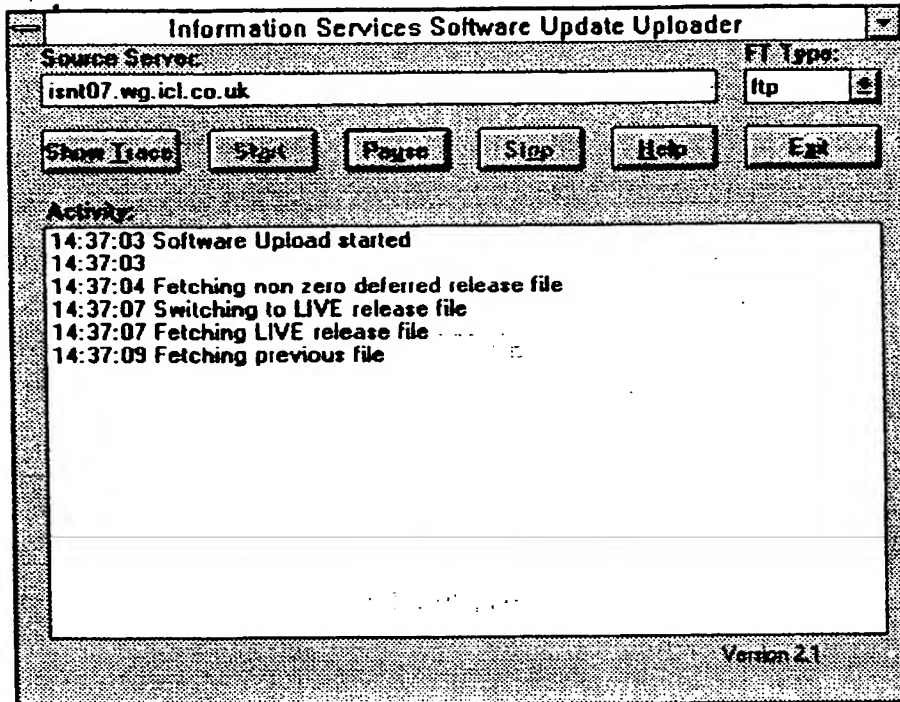 Information Services Software Update Uploader
Source Server:
FT Type:
isnt07.wg.icl.co.uk
ftp
Show Trace
Start
Pause
Stop
Help
Exit
Activity:
14:37:03 Software Upload started
14:37:03
14:37:04 Fetching non zero deferred release file
14:37:07 Switching to LIVE release file
14:37:07 Fetching LIVE release file
14:37:09 Fetching previous file
Version 2.1